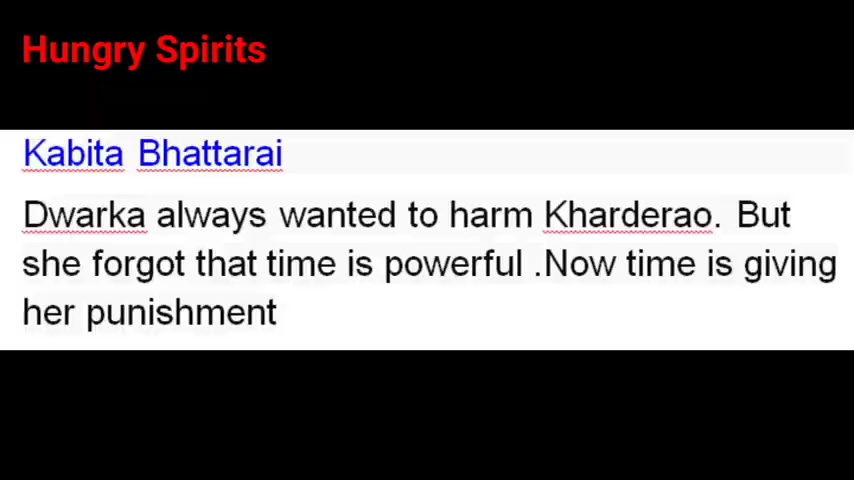 Hungry Spirits
Kabita Bhattarai
Dwarka always wanted to harm Kharderao. But
she forgot that time is powerful .Now time is giving
her punishment